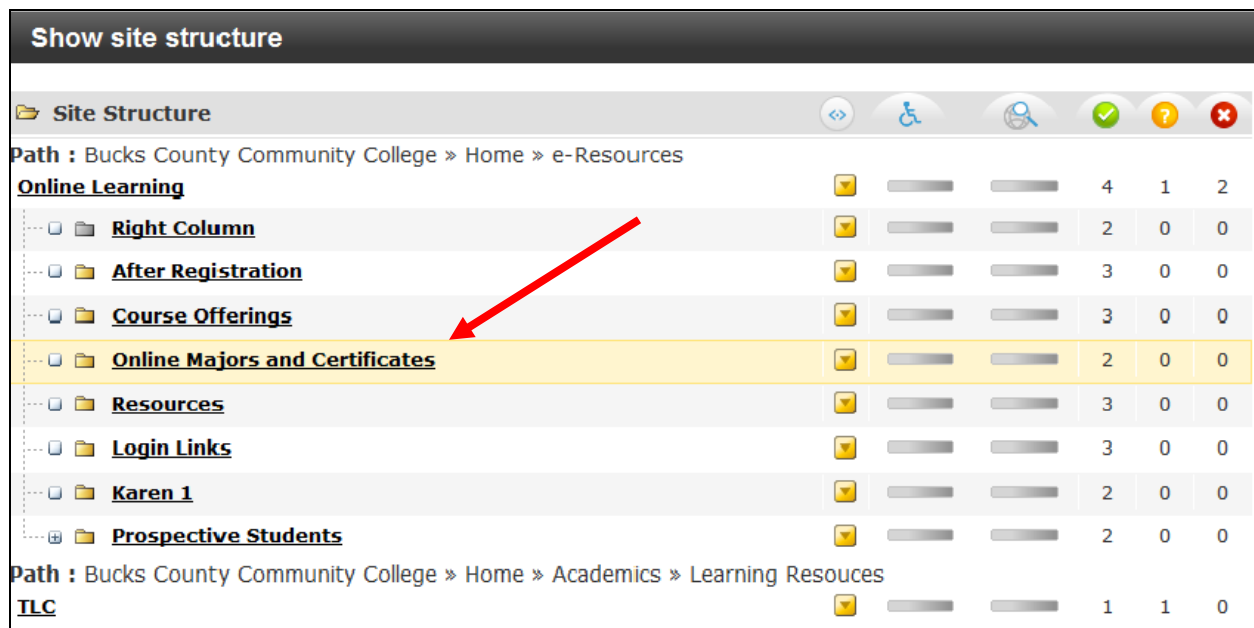 Show site structure
Site Structure
Path : Bucks County Community College » Home » e-Resources
Online Learning 4 1 2
Right Column 2 0 0
After Registration 3 0 0
Course Offerings 3 0 0
Online Majors and Certificates 2 0 0
Resources 3 0 0
Login Links 3 0 0
Karen 1 2 0 0
Prospective Students 2 0 0
Path : Bucks County Community College » Home » Academics » Learning Resouces
TLC 1 1 0